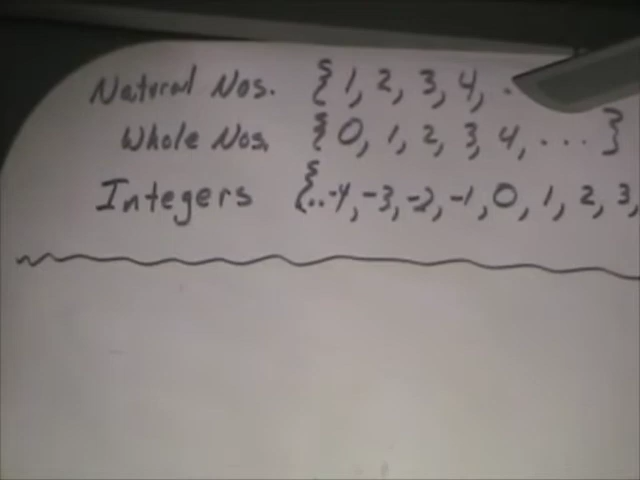 Natural Nos. {1, 2, 3, 4, .
Whole Nos. {0, 1, 2, 3, 4, ...}
Integers {..-4, -3, -2, -1, 0, 1, 2, 3,